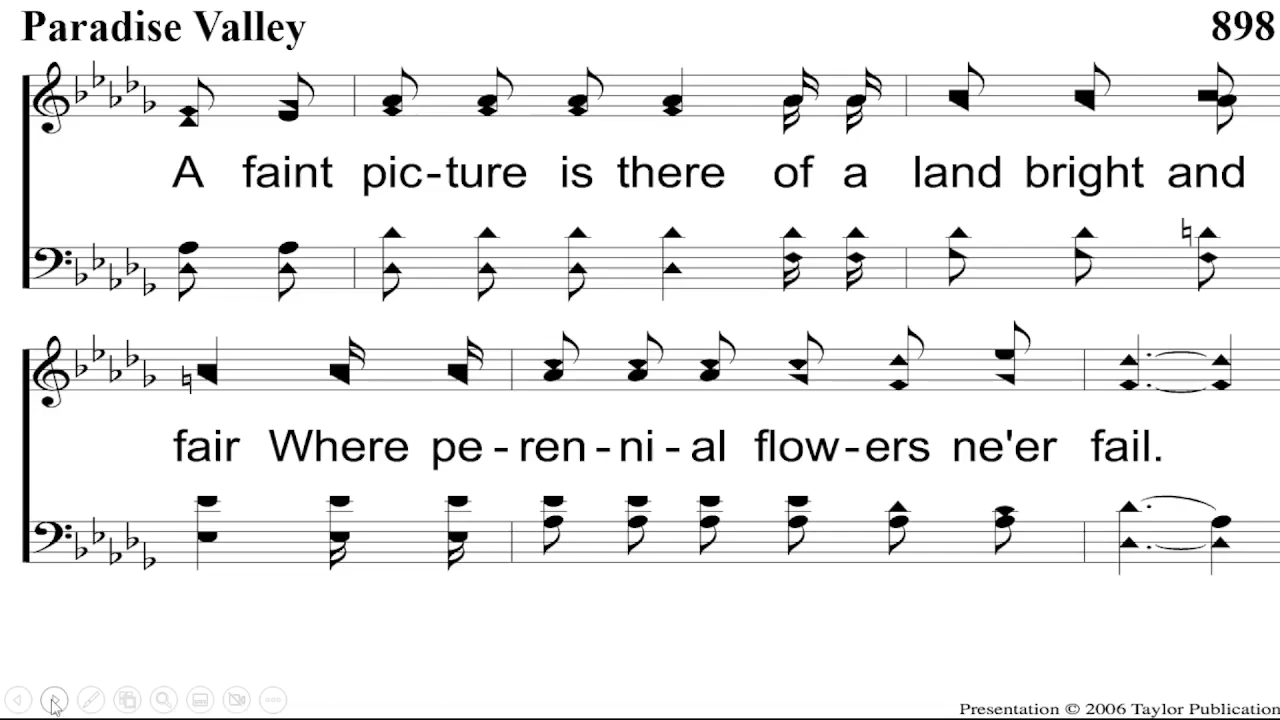 Paradise Valley 898
A faint pic-ture is there of a land bright and
fair Where pe - ren - ni - al flow-ers ne'er fail.
Presentation © 2006 Taylor Publication